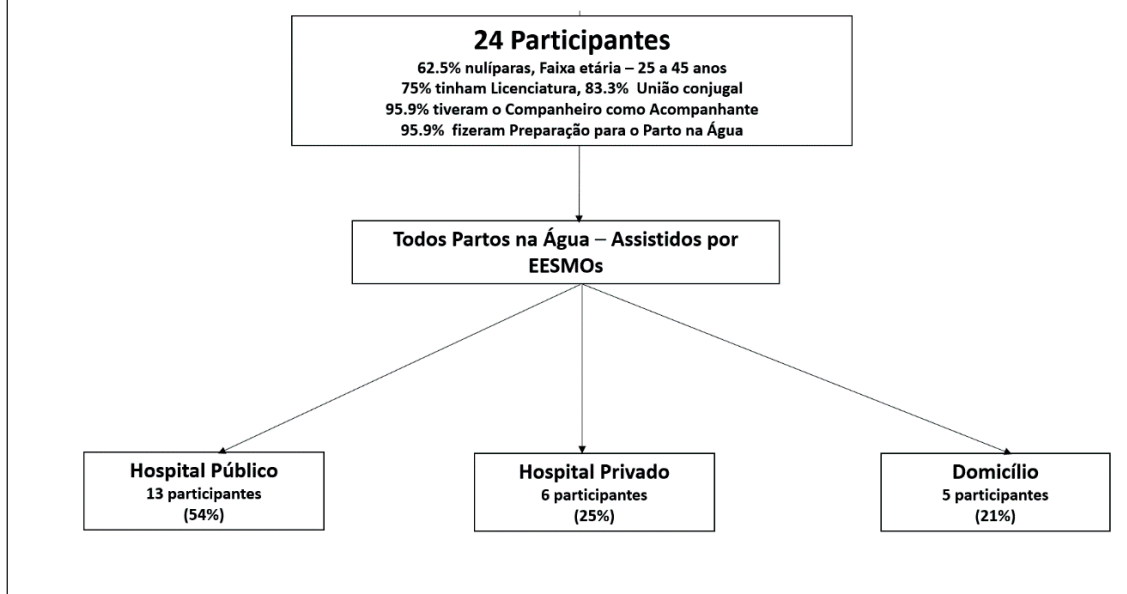 24 Participantes
62.5% nulíparas, Faixa etária – 25 a 45 anos
75% tinham Licenciatura, 83.3% União conjugal
95.9% tiveram o Companheiro como Acompanhante
95.9% fizeram Preparação para o Parto na Água
Todos Partos na Água – Assistidos por
EESMOs
Hospital Público
13 participantes
(54%)
Hospital Privado
6 participantes
(25%)
Domicílio
5 participantes
(21%)